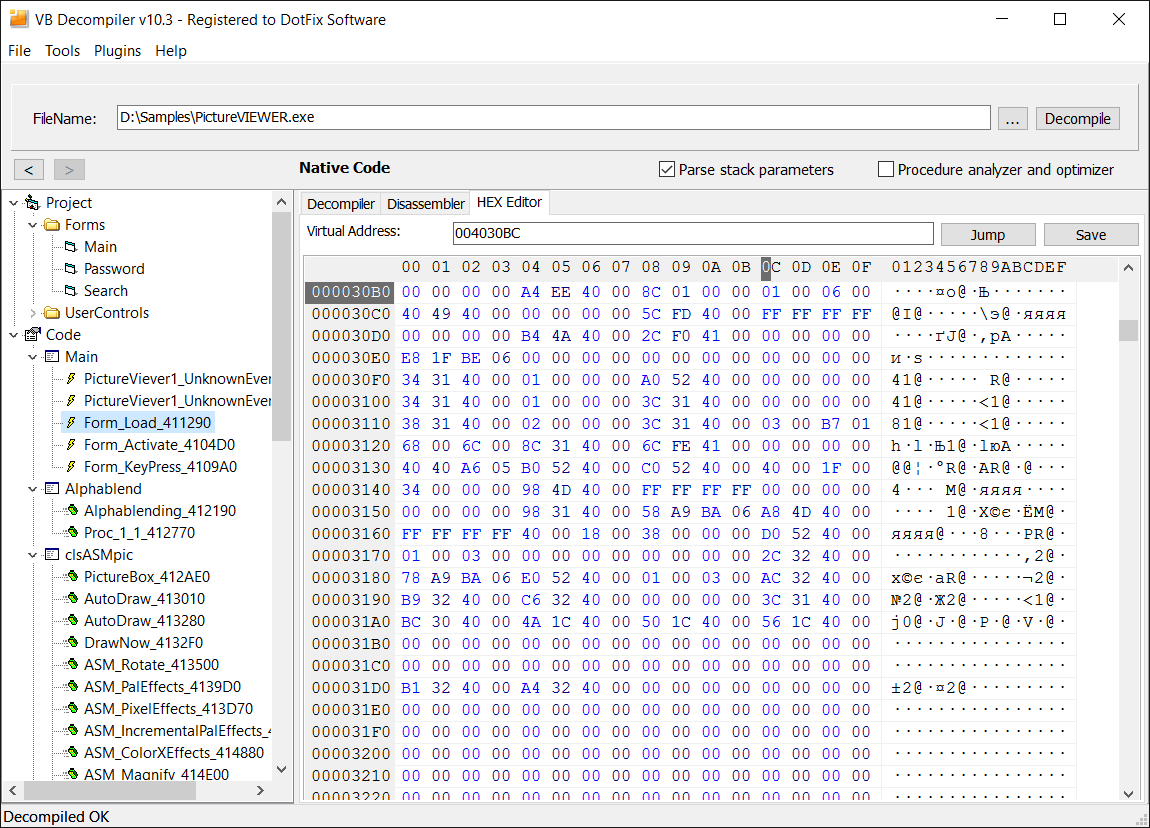 VB Decompiler v10.3 - Registered to DotFix Software
File Tools Plugins Help
FileName: D:\Samples\PictureVIEWER.exe ... Decompile
< > Native Code Parse stack parameters Procedure analyzer and optimizer
Project
Forms
Main
Password
Search
UserControls
Code
Main
PictureViever1_UnknownEver
PictureViever1_UnknownEver
Form_Load_411290
Form_Activate_4104D0
Form_KeyPress_4109A0
Alphablend
Alphablending_412190
Proc_1_1_412770
clsASMpic
PictureBox_412AE0
AutoDraw_413010
AutoDraw_413280
DrawNow_4132F0
ASM_Rotate_413500
ASM_PalEffects_4139D0
ASM_PixelEffects_413D70
ASM_IncrementalPalEffects_4
ASM_ColorXEffects_414880
ASM_Magnify_414E00
Decompiler Disassembler HEX Editor
Virtual Address: 004030BC Jump Save
00 01 02 03 04 05 06 07 08 09 0A 0B 0C 0D 0E 0F 0123456789ABCDEF
000030B0 00 00 00 00 A4 EE 40 00 8C 01 00 00 01 00 06 00 ····¤о@·Њ·······
000030C0 40 49 40 00 00 00 00 00 5C FD 40 00 FF FF FF FF @I@·····\э@·яяяя
000030D0 00 00 00 00 B4 4A 40 00 2C F0 41 00 00 00 00 00 ····ґJ@·,рА·····
000030E0 E8 1F BE 06 00 00 00 00 00 00 00 00 00 00 00 00 и·ѕ·············
000030F0 34 31 40 00 01 00 00 00 A0 52 40 00 00 00 00 00 41@····· R@·····
00003100 34 31 40 00 01 00 00 00 3C 31 40 00 00 00 00 00 41@·····<1@·····
00003110 38 31 40 00 02 00 00 00 3C 31 40 00 03 00 B7 01 81@·····<1@·····
00003120 68 00 6C 00 8C 31 40 00 6C FE 41 00 00 00 00 00 h·l·Њ1@·lюА·····
00003130 40 40 A6 05 B0 52 40 00 C0 52 40 00 40 00 1F 00 @@¦·°R@·АR@·@···
00003140 34 00 00 00 98 4D 40 00 FF FF FF FF 00 00 00 00 4··· M@·яяяя····
00003150 00 00 00 00 98 31 40 00 58 A9 BA 06 A8 4D 40 00 ···· 1@·X©є·ЁM@·
00003160 FF FF FF FF 40 00 18 00 38 00 00 00 D0 52 40 00 яяяя@···8···РR@·
00003170 01 00 03 00 00 00 00 00 00 00 00 00 2C 32 40 00 ············,2@·
00003180 78 A9 BA 06 E0 52 40 00 01 00 03 00 AC 32 40 00 x©є·аR@·····¬2@·
00003190 B9 32 40 00 C6 32 40 00 00 00 00 00 3C 31 40 00 №2@·Ж2@·····<1@·
000031A0 BC 30 40 00 4A 1C 40 00 50 1C 40 00 56 1C 40 00 j0@·J·@·P·@·V·@·
000031B0 00 00 00 00 00 00 00 00 00 00 00 00 00 00 00 00 ················
000031C0 00 00 00 00 00 00 00 00 00 00 00 00 00 00 00 00 ················
000031D0 B1 32 40 00 A4 32 40 00 00 00 00 00 00 00 00 00 ±2@·¤2@·········
000031E0 00 00 00 00 00 00 00 00 00 00 00 00 00 00 00 00 ················
000031F0 00 00 00 00 00 00 00 00 00 00 00 00 00 00 00 00 ················
00003200 00 00 00 00 00 00 00 00 00 00 00 00 00 00 00 00 ················
00003210 00 00 00 00 00 00 00 00 00 00 00 00 00 00 00 00 ················
00003220 00 00 00 00 00 00 00 00 00 00 00 00 00 00 00 00 ················
Decompiled OK